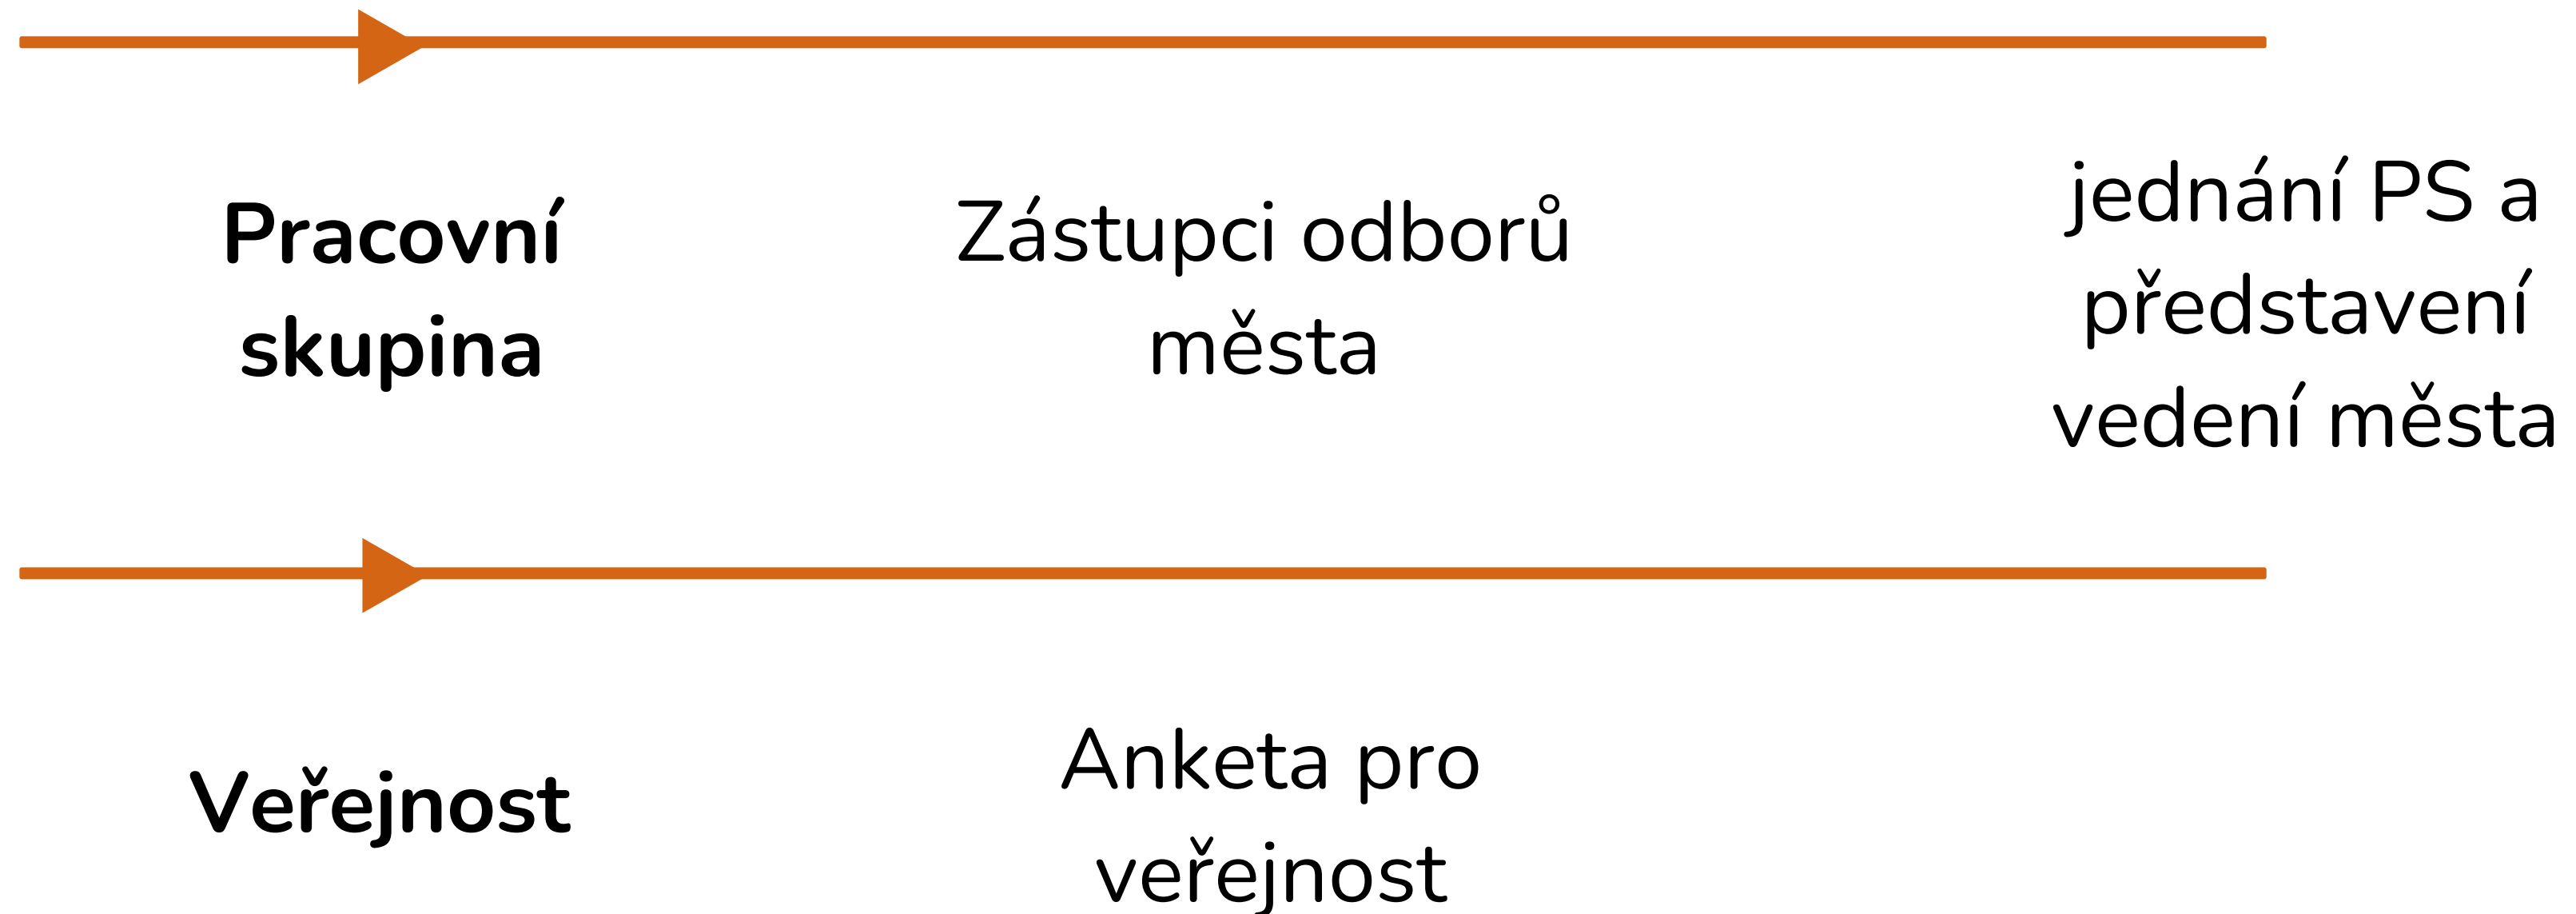 Pracovní
skupina
Zástupci odborů
města
jednání PS a
představení
vedení města
Veřejnost
Anketa pro
veřejnost